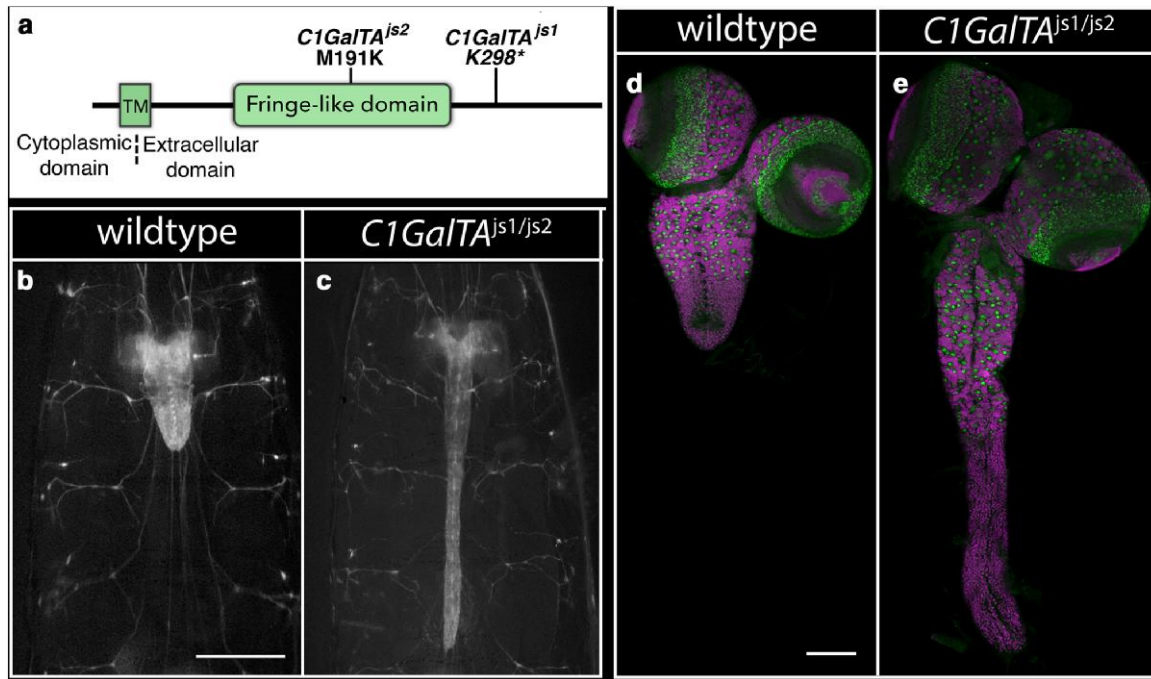 a
C1GalTA^js2 C1GalTA^js1
M191K K298*
TM Fringe-like domain
Cytoplasmic Extracellular
domain domain
wildtype C1GalTA^js1/js2
b c
wildtype C1GalTA^js1/js2
d e